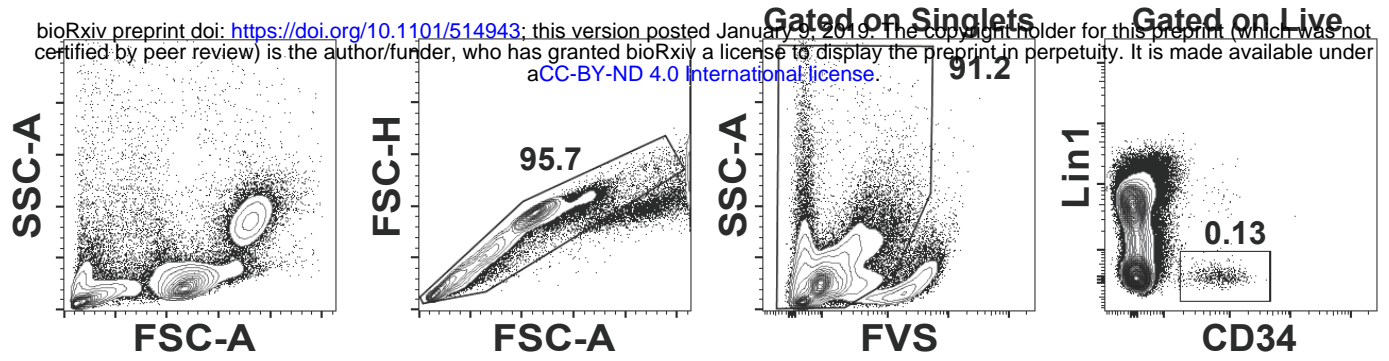 Gated on Singlets
Gated on Live
bioRxiv preprint doi: https://doi.org/10.1101/514943; this version posted January 9, 2019. The copyright holder for this preprint (which was not
certified by peer review) is the author/funder, who has granted bioRxiv a license to display the preprint in perpetuity. It is made available under
aCC-BY-ND 4.0 International license.
SSC-A
FSC-A
FSC-H
95.7
FSC-A
SSC-A
91.2
FVS
Lin1
0.13
CD34